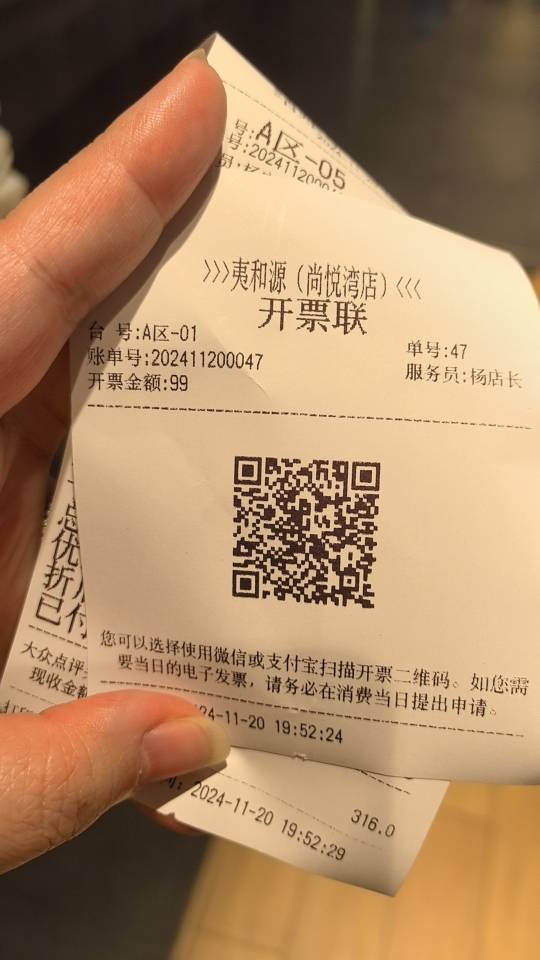 号:A区-05
号:2024112000
>>>夷和源（尚悦湾店）<<<
开票联
台 号:A区-01
单号:47
账单号:202411200047
服务员:杨店长
开票金额:99
您可以选择使用微信或支付宝扫描开票二维码。如您需
要当日的电子发票，请务必在消费当日提出申请。
24-11-20 19:52:24
优
折
已付
大众点评
现收金额
316.0
2024-11-20 19:52:29